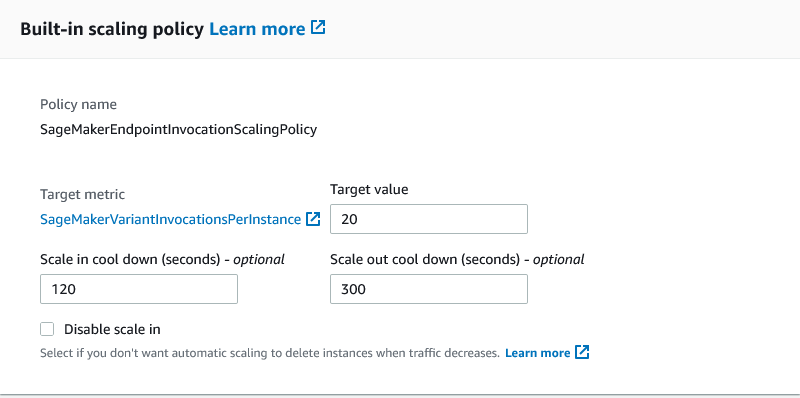 Built-in scaling policy Learn more
Policy name
SageMakerEndpointInvocationScalingPolicy
Target metric
Target value
SageMakerVariantInvocationsPerInstance
20
Scale in cool down (seconds) - optional
Scale out cool down (seconds) - optional
120
300
Disable scale in
Select if you don't want automatic scaling to delete instances when traffic decreases. Learn more